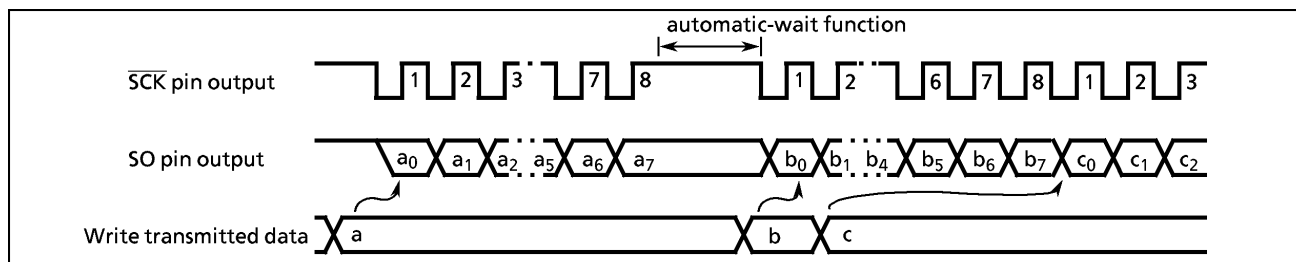 automatic-wait function
SCK pin output 1 2 3 7 8 1 2 6 7 8 1 2 3
SO pin output a0 a1 a2 a5 a6 a7 b0 b1 b4 b5 b6 b7 c0 c1 c2
Write transmitted data a b c